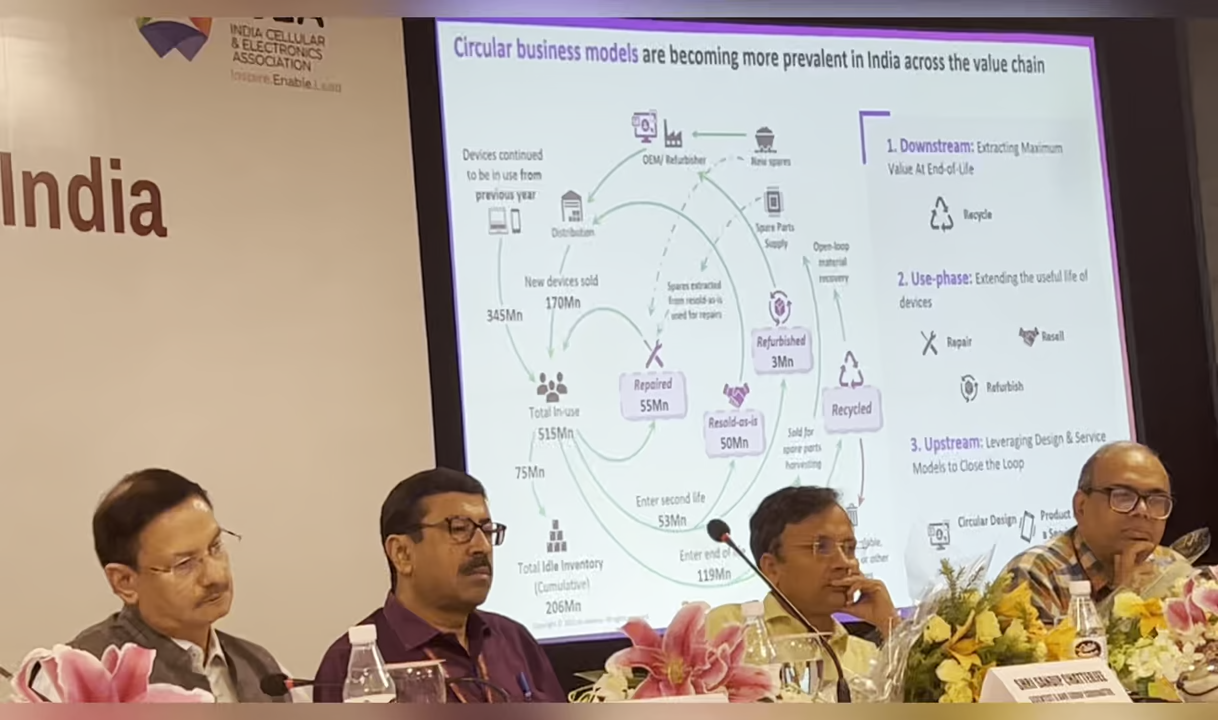 INDIA CELLULAR
& ELECTRONICS
ASSOCIATION
Inspire.Enable.Lead
India
Circular business models are becoming more prevalent in India across the value chain
Devices continued
to be in use from
previous year
OEM/ Refurbisher
New spares
Distribution
Spare Parts
Supply
Open-loop
material
recovery
New devices sold
170Mn
345Mn
Spares extracted
from resold-as-is
used for repairs
Refurbished
3Mn
Repaired
55Mn
Resold-as-is
50Mn
Recycled
Total In-use
515Mn
75Mn
Sold for
spare parts
harvesting
Enter second life
53Mn
Enter end of
119Mn
Total Idle Inventory
(Cumulative)
206Mn
or other
1. Downstream: Extracting Maximum
Value At End-of-Life
Recycle
2. Use-phase: Extending the useful life of
devices
Repair
Resell
Refurbish
3. Upstream: Leveraging Design & Service
Models to Close the Loop
Circular Design
Product
SHRI SANDIP CHATTERJEE